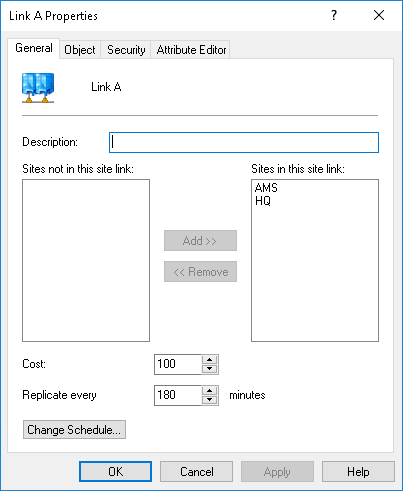 Link A Properties
General Object Security Attribute Editor
Link A
Description:
Sites not in this site link: Sites in this site link:
AMS
HQ
Add >>
<< Remove
Cost: 100
Replicate every 180 minutes
Change Schedule...
OK Cancel Apply Help